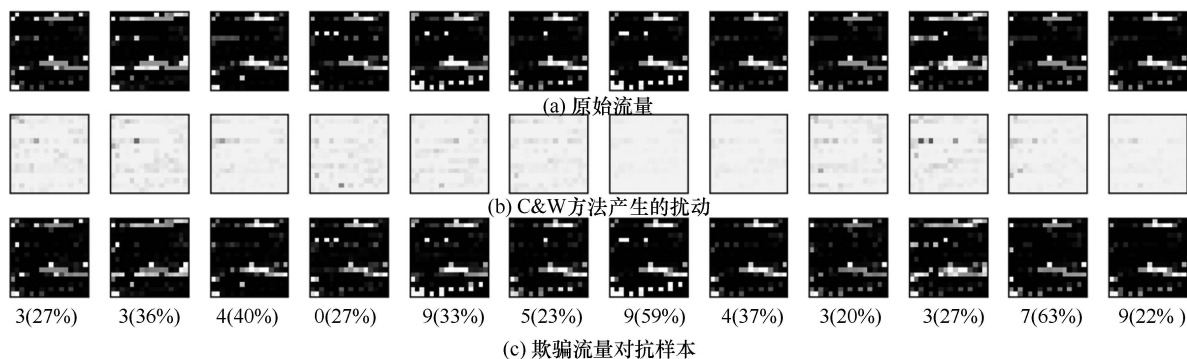 (a) 原始流量
(b) C&W方法产生的扰动
3(27%) 3(36%) 4(40%) 0(27%) 9(33%) 5(23%) 9(59%) 4(37%) 3(20%) 3(27%) 7(63%) 9(22% )
(c) 欺骗流量对抗样本